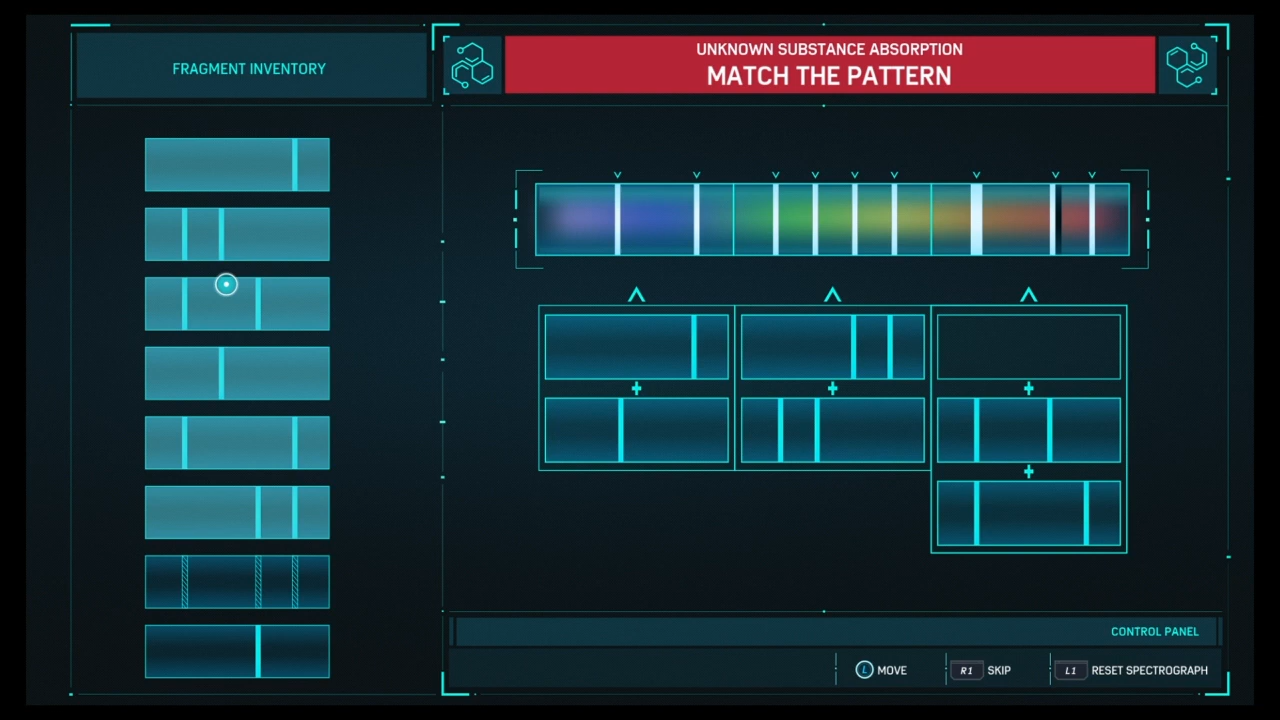 FRAGMENT INVENTORY
UNKNOWN SUBSTANCE ABSORPTION
MATCH THE PATTERN
CONTROL PANEL
L MOVE
R1 SKIP
L1 RESET SPECTROGRAPH